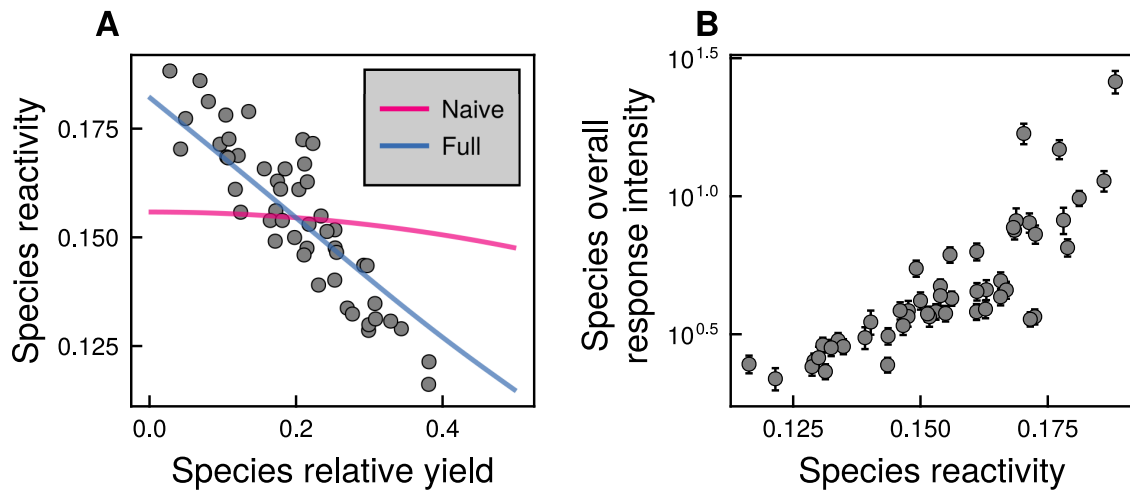 A
Species reactivity
0.175
0.150
0.125
Naive
Full
0.0
0.2
0.4
Species relative yield
B
Species overall
response intensity
10^1.5
10^1.0
10^0.5
0.125
0.150
0.175
Species reactivity